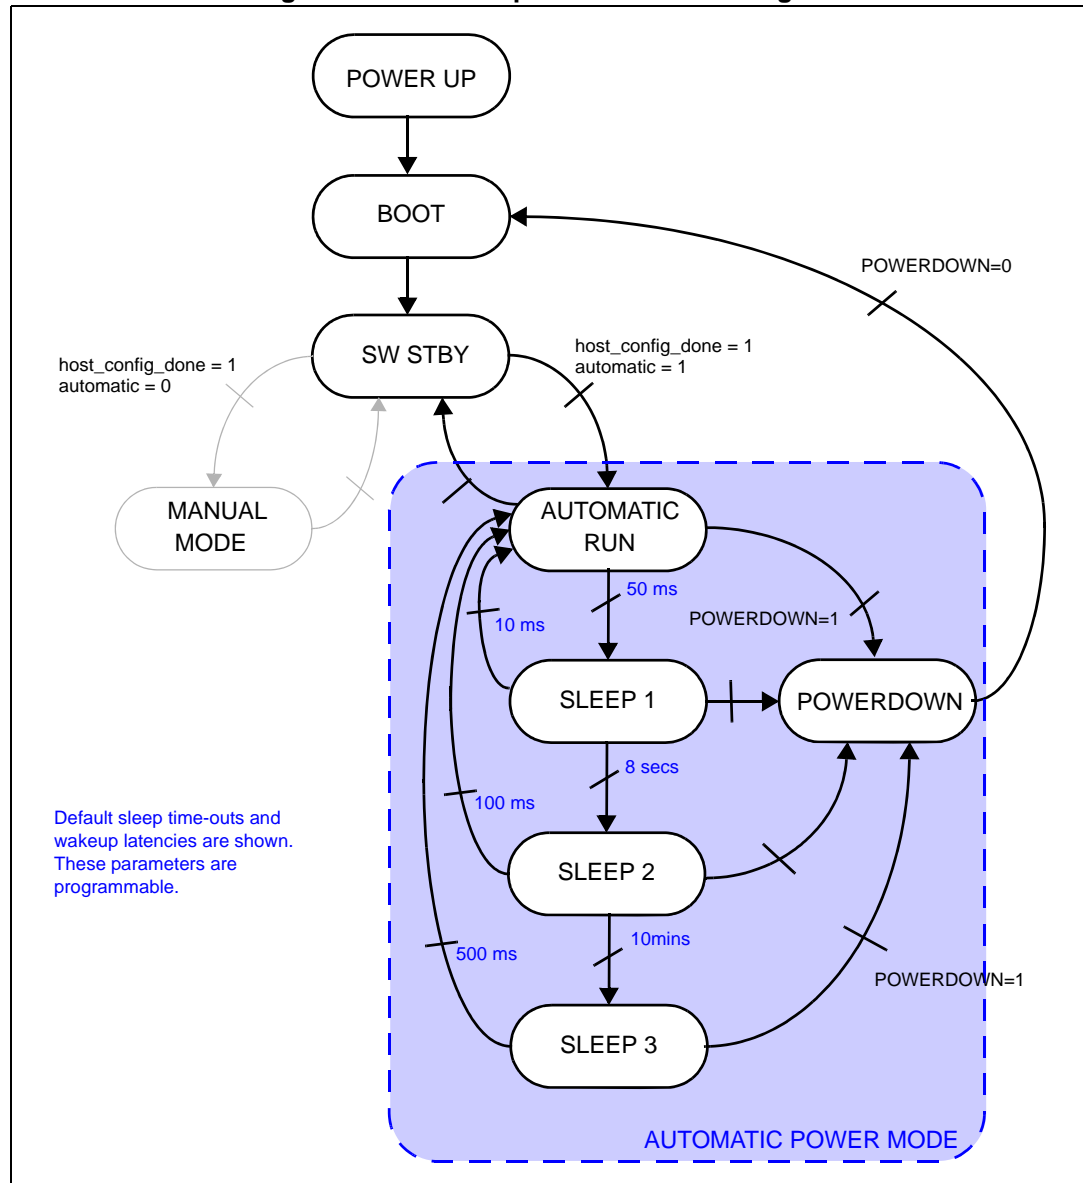 POWER UP
BOOT
POWERDOWN=0
SW STBY
host_config_done = 1
automatic = 1
host_config_done = 1
automatic = 0
MANUAL
MODE
AUTOMATIC
RUN
50 ms
10 ms
POWERDOWN=1
SLEEP 1
POWERDOWN
8 secs
100 ms
Default sleep time-outs and
wakeup latencies are shown.
These parameters are
programmable.
SLEEP 2
10mins
500 ms
POWERDOWN=1
SLEEP 3
AUTOMATIC POWER MODE